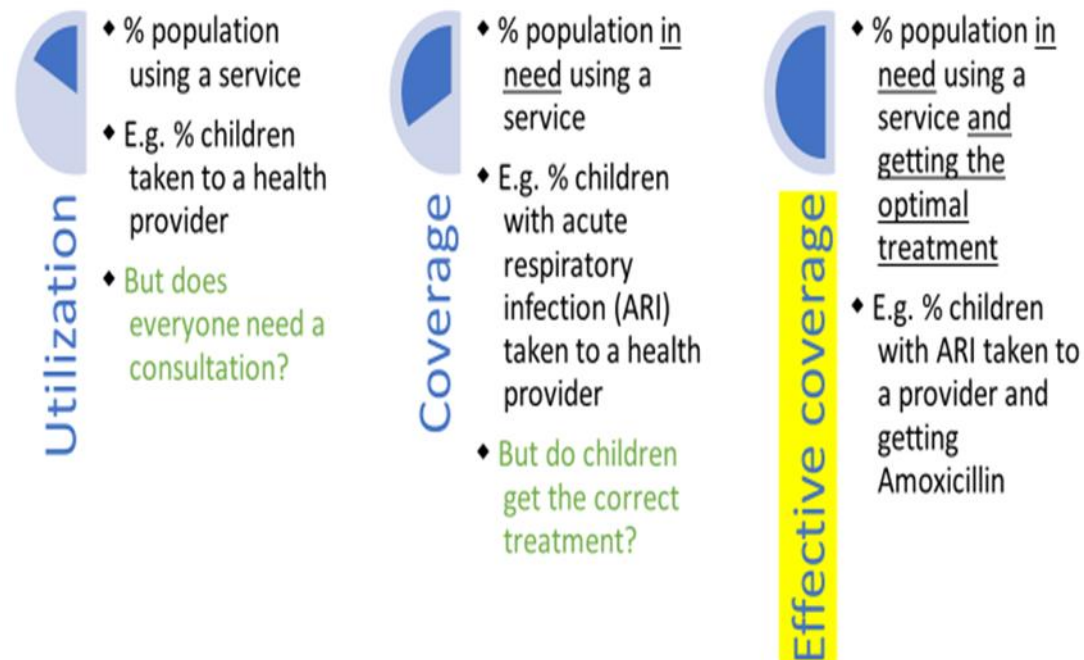 Utilization
◆ % population
using a service
◆ E.g. % children
taken to a health
provider
◆ But does
everyone need a
consultation?
Coverage
◆ % population in
need using a
service
◆ E.g. % children
with acute
respiratory
infection (ARI)
taken to a health
provider
◆ But do children
get the correct
treatment?
Effective coverage
◆ % population in
need using a
service and
getting the
optimal
treatment
◆ E.g. % children
with ARI taken to
a provider and
getting
Amoxicillin